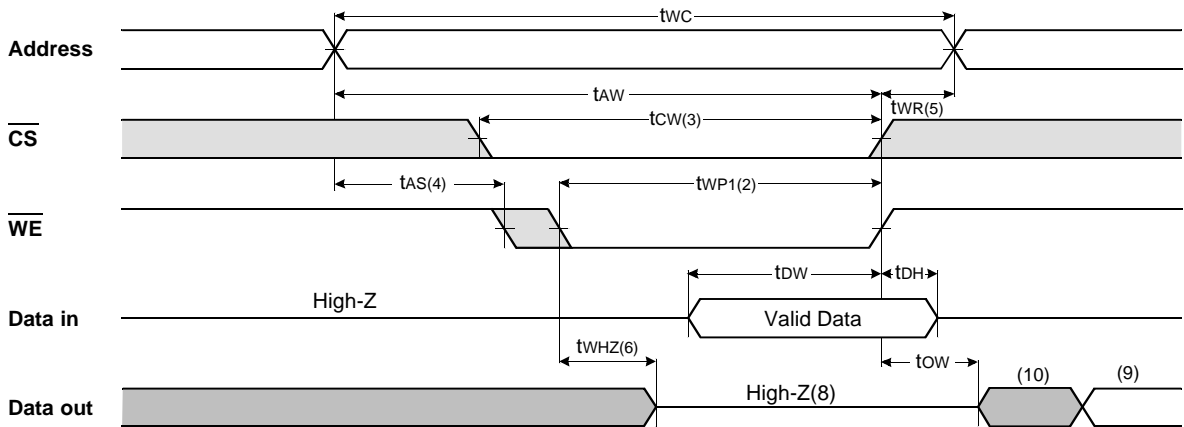 tWC
Address
tAW
tWR(5)
tCW(3)
CS
tAS(4)
tWP1(2)
WE
tDW
tDH
High-Z
Data in
Valid Data
tWHZ(6)
tOW
High-Z(8)
(10)
(9)
Data out